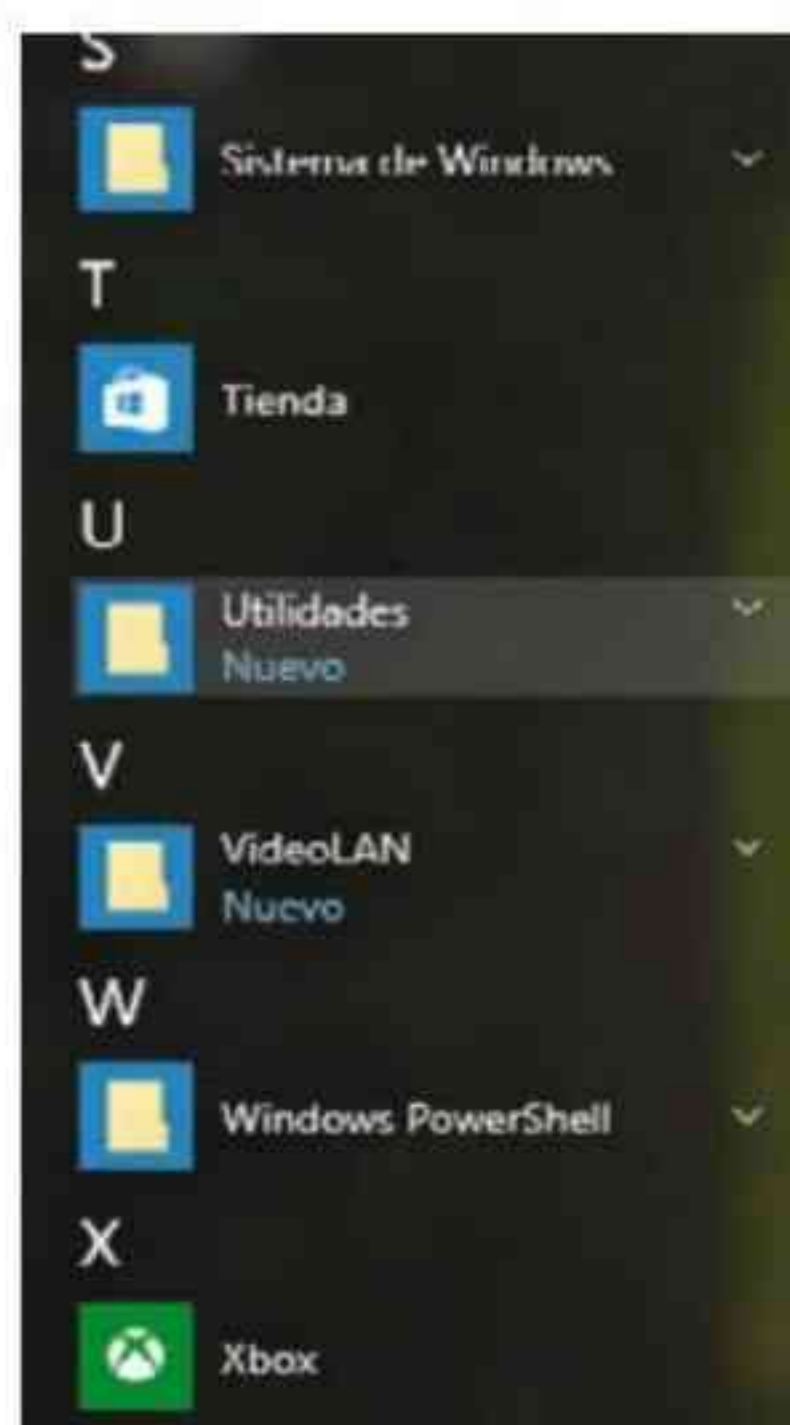 S
Sistema de Windows
T
Tienda
U
Utilidades
Nuevo
V
VideoLAN
Nuevo
W
Windows PowerShell
X
Xbox